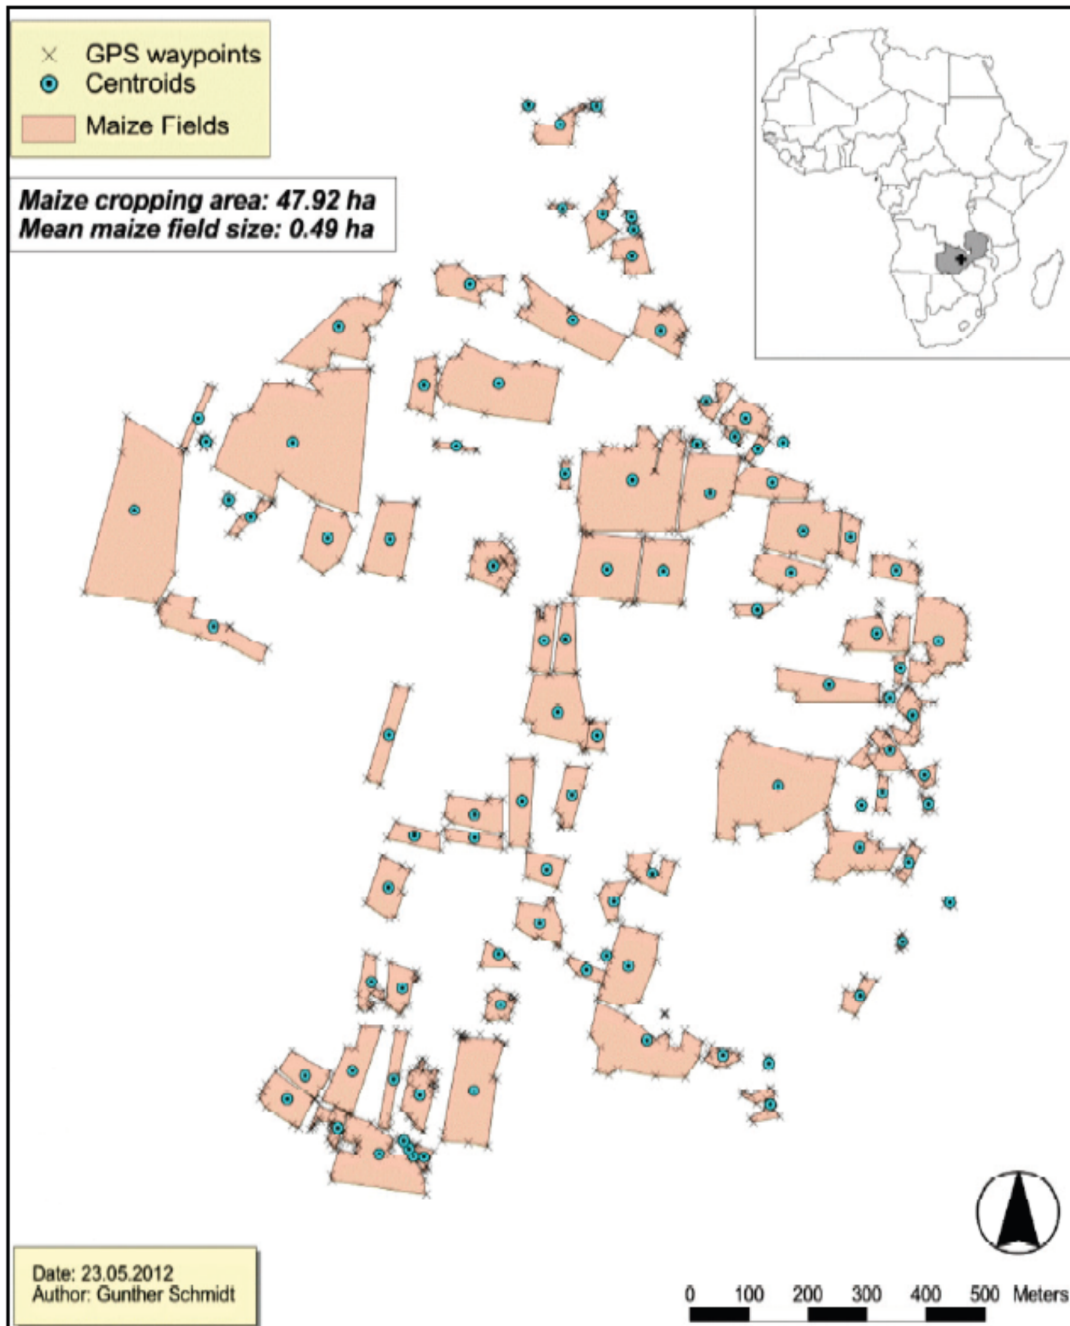 GPS waypoints
Centroids
Maize Fields
Maize cropping area: 47.92 ha
Mean maize field size: 0.49 ha
Date: 23.05.2012
Author: Gunther Schmidt
0 100 200 300 400 500 Meters